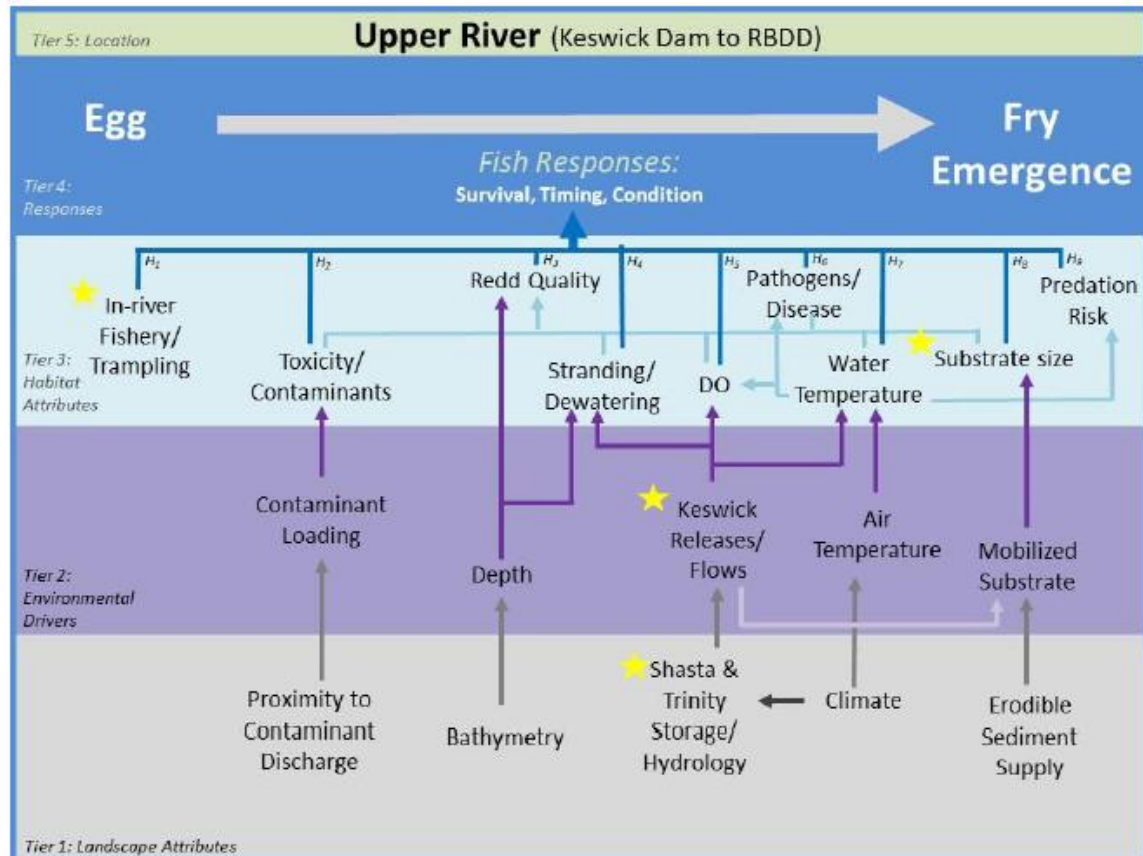 Tier 5: Location
Upper River (Keswick Dam to RBDD)
Egg
Fry
Emergence
Fish Responses:
Survival, Timing, Condition
Tier 4:
Responses
H1
H2
H3
H4
H5
H6
H7
H8
H9
In-river
Fishery/
Trampling
Toxicity/
Contaminants
Redd Quality
Stranding/
Dewatering
DO
Pathogens/
Disease
Water
Temperature
Substrate size
Predation
Risk
Tier 3:
Habitat
Attributes
Contaminant
Loading
Depth
Keswick
Releases/
Flows
Air
Temperature
Mobilized
Substrate
Tier 2:
Environmental
Drivers
Proximity to
Contaminant
Discharge
Bathymetry
Shasta &
Trinity
Storage/
Hydrology
Climate
Erodible
Sediment
Supply
Tier 1: Landscape Attributes